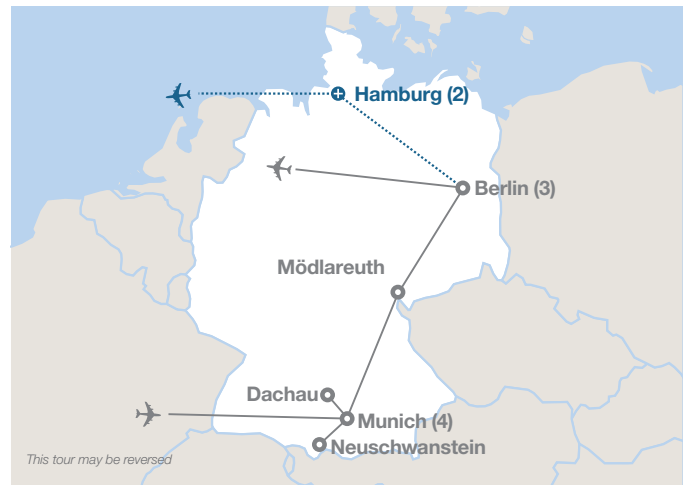 Hamburg (2)
Berlin (3)
Mödlareuth
Dachau
Munich (4)
Neuschwanstein
This tour may be reversed